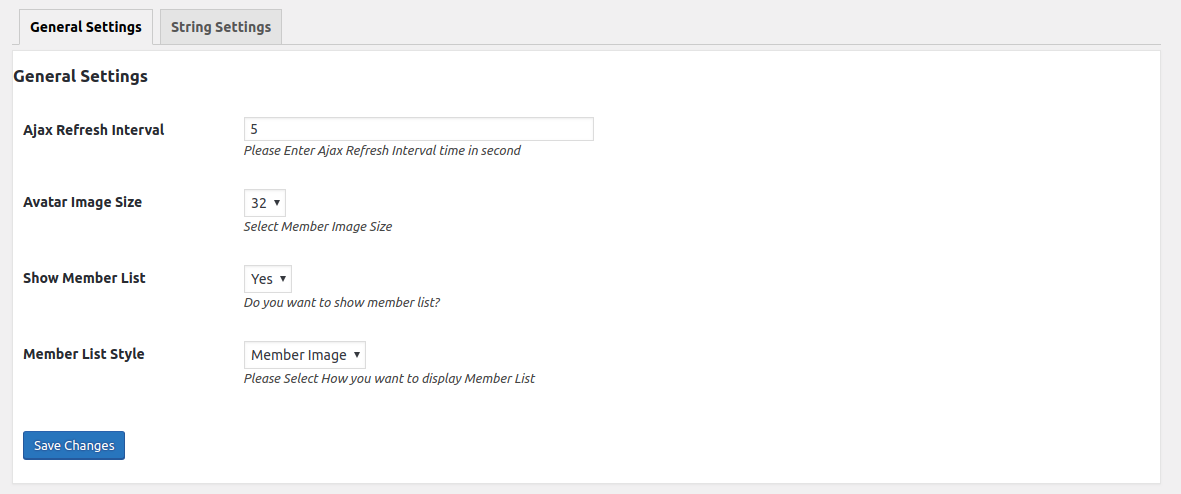 General Settings
String Settings
General Settings
Ajax Refresh Interval
5
Please Enter Ajax Refresh Interval time in second
Avatar Image Size
32
Select Member Image Size
Show Member List
Yes
Do you want to show member list?
Member List Style
Member Image
Please Select How you want to display Member List
Save Changes